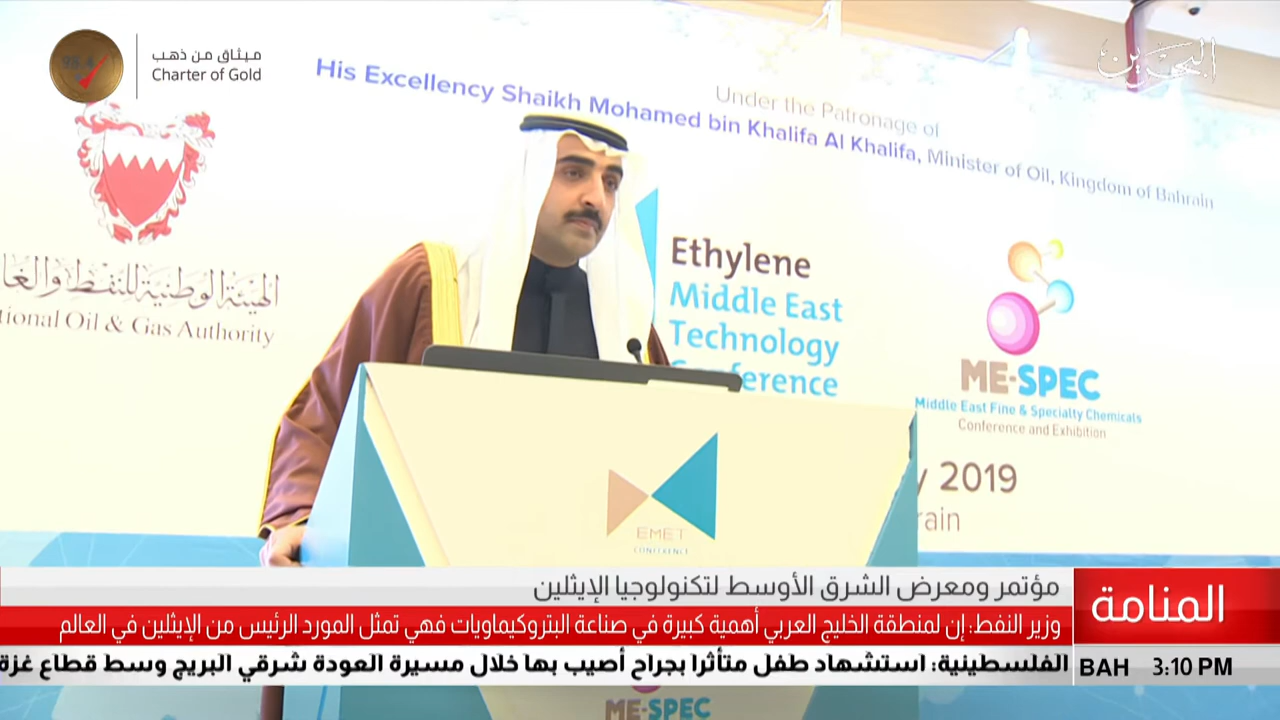 98.4
ميثاق من ذهب
Charter of Gold
البحرين
Under the Patronage of
His Excellency Shaikh Mohamed bin Khalifa Al Khalifa, Minister of Oil, Kingdom of Bahrain
الهيئة الوطنية للنفط والغا
tional Oil & Gas Authority
Ethylene
Middle East
Technology
Conference
ME-SPEC
Middle East Fine & Specialty Chemicals
Conference and Exhibition
y 2019
rain
EMET
CONFERENCE
مؤتمر ومعرض الشرق الأوسط لتكنولوجيا الإيثلين
المنامة
وزير النفط: إن لمنطقة الخليج العربي أهمية كبيرة في صناعة البتروكيماويات فهي تمثل المورد الرئيس من الإيثلين في العالم
الفلسطينية: استشهاد طفل متأثرا بجراح أصيب بها خلال مسيرة العودة شرقي البريج وسط قطاع غزة
BAH 3:10 PM
ME-SPEC